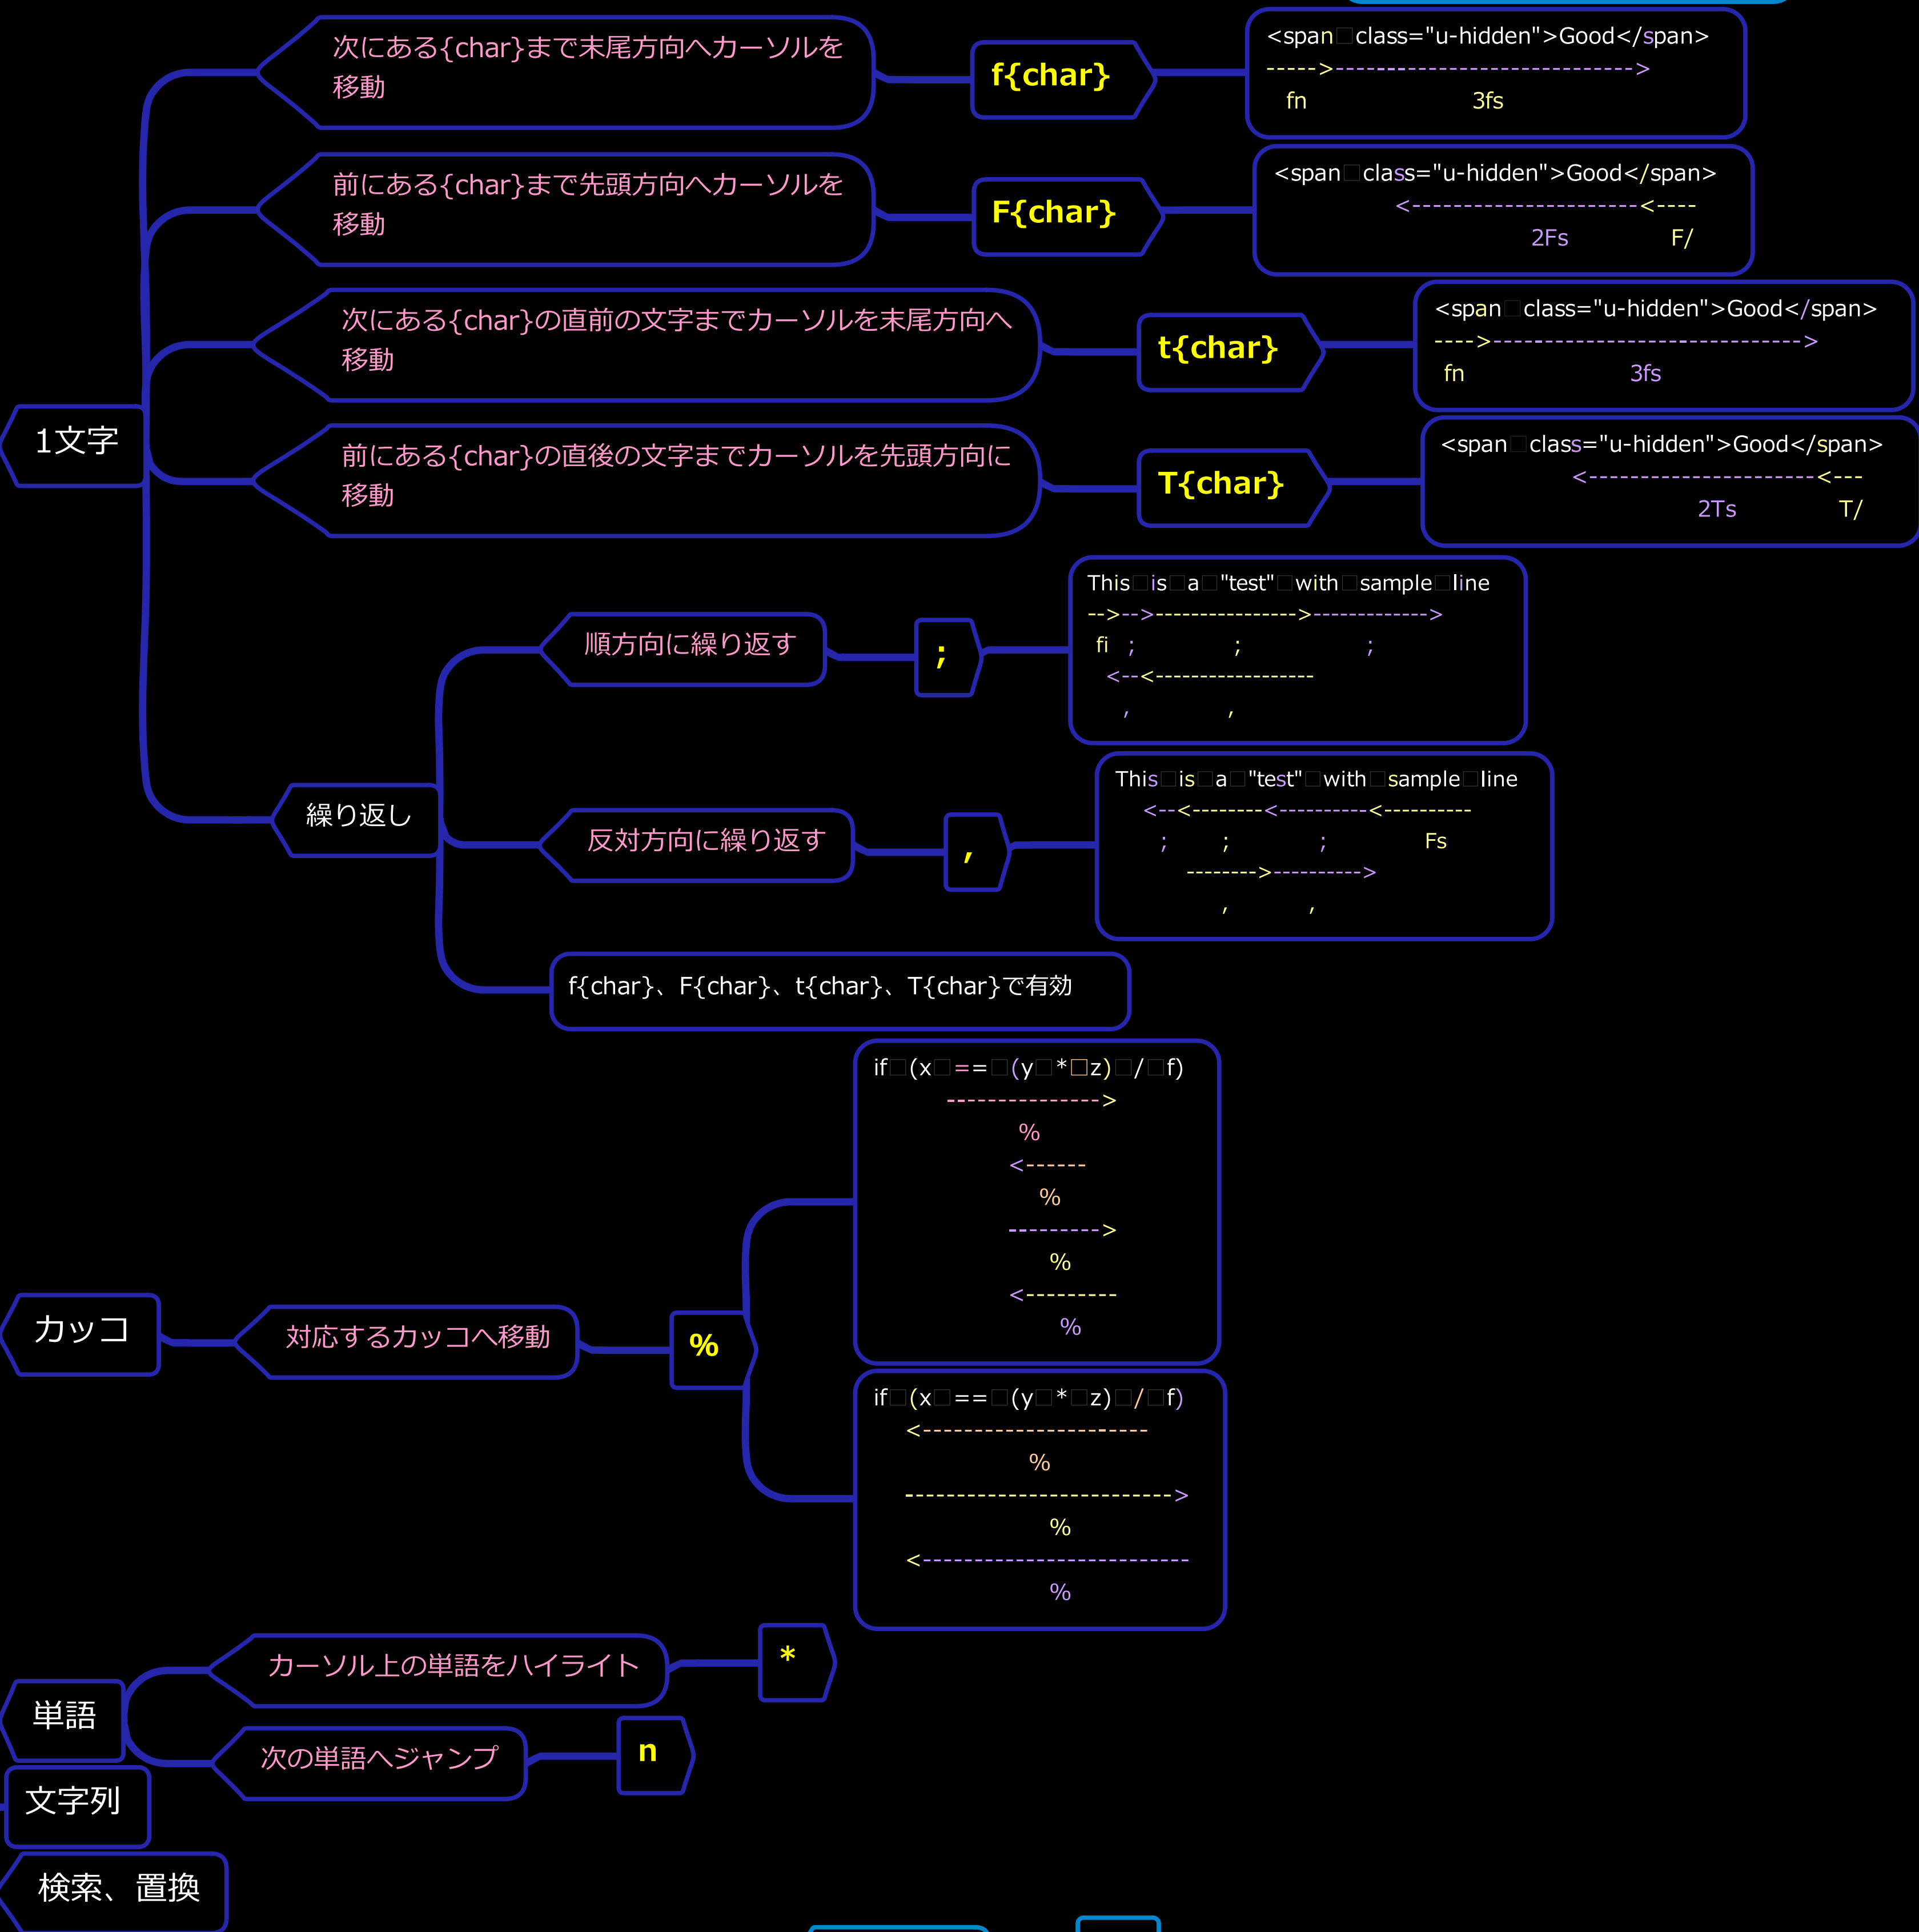 次にある{char}まで末尾方向へカーソルを
移動
f{char}
<span□class="u-hidden">Good</span>
----->----------------------------->
fn 3fs
前にある{char}まで先頭方向へカーソルを
移動
F{char}
<span□class="u-hidden">Good</span>
<----------------------<----
2Fs F/
次にある{char}の直前の文字までカーソルを末尾方向へ
移動
t{char}
<span□class="u-hidden">Good</span>
---->------------------------------>
fn 3fs
1文字
前にある{char}の直後の文字までカーソルを先頭方向に
移動
T{char}
<span□class="u-hidden">Good</span>
<----------------------<---
2Ts T/
繰り返し
順方向に繰り返す
;
This□is□a□"test"□with□sample□line
-->-->-------------->------------->
fi ; ; ;
<--<-----------------
, ,
反対方向に繰り返す
,
This□is□a□"test"□with□sample□line
<--<-------<----------<----------
; ; ; Fs
------->---------->
, ,
f{char}、F{char}、t{char}、T{char}で有効
カッコ
対応するカッコへ移動
%
if□(x□==□(y□*□z)□/□f)
--------------->
%
<------
%
--------->
%
<---------
%
if□(x□==□(y□*□z)□/□f)
<----------------------
%
-------------------------->
%
<--------------------------
%
単語
カーソル上の単語をハイライト
*
次の単語へジャンプ
n
文字列
検索、置換